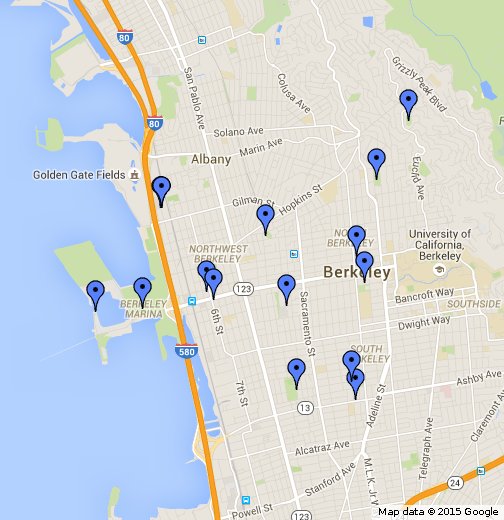 80
San Pablo Ave
Colusa Ave
Grizzly Peak Blvd
Solano Ave
80
Marin Ave
Albany
Golden Gate Fields
Euclid Ave
Hopkins St
Gilman St
NORTHWEST
BERKELEY
NORTH
BERKELEY
University of
California,
Berkeley
Berkeley
BERKELEY
MARINA
123
Bancroft Way
SOUTHSIDE
6th St
Sacramento St
Dwight Way
580
SOUTH
BERKELEY
7th St
Ashby Ave
13
Adeline St
Claremont Ave
Telegraph Ave
Alcatraz Ave
M.L.K. Jr W
Stanford Ave
24
Powell St
123
Map data © 2015 Google